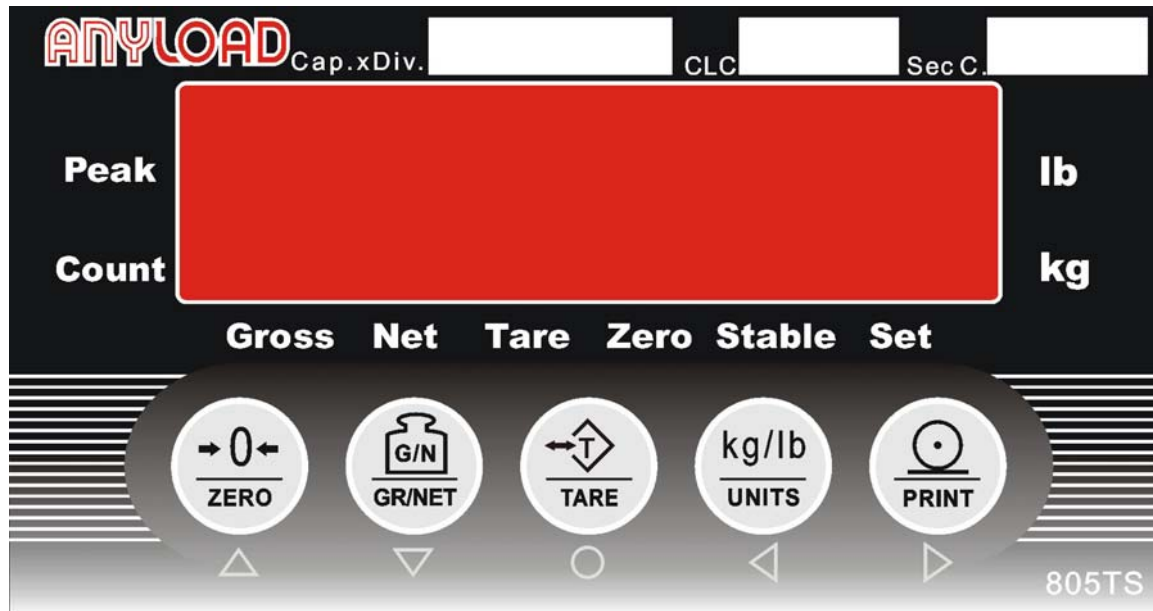 ANYLOAD Cap.xDiv. CLC Sec C.
Peak lb
Count kg
Gross Net Tare Zero Stable Set
→0← G/N T kg/lb
ZERO GR/NET TARE UNITS PRINT
805TS